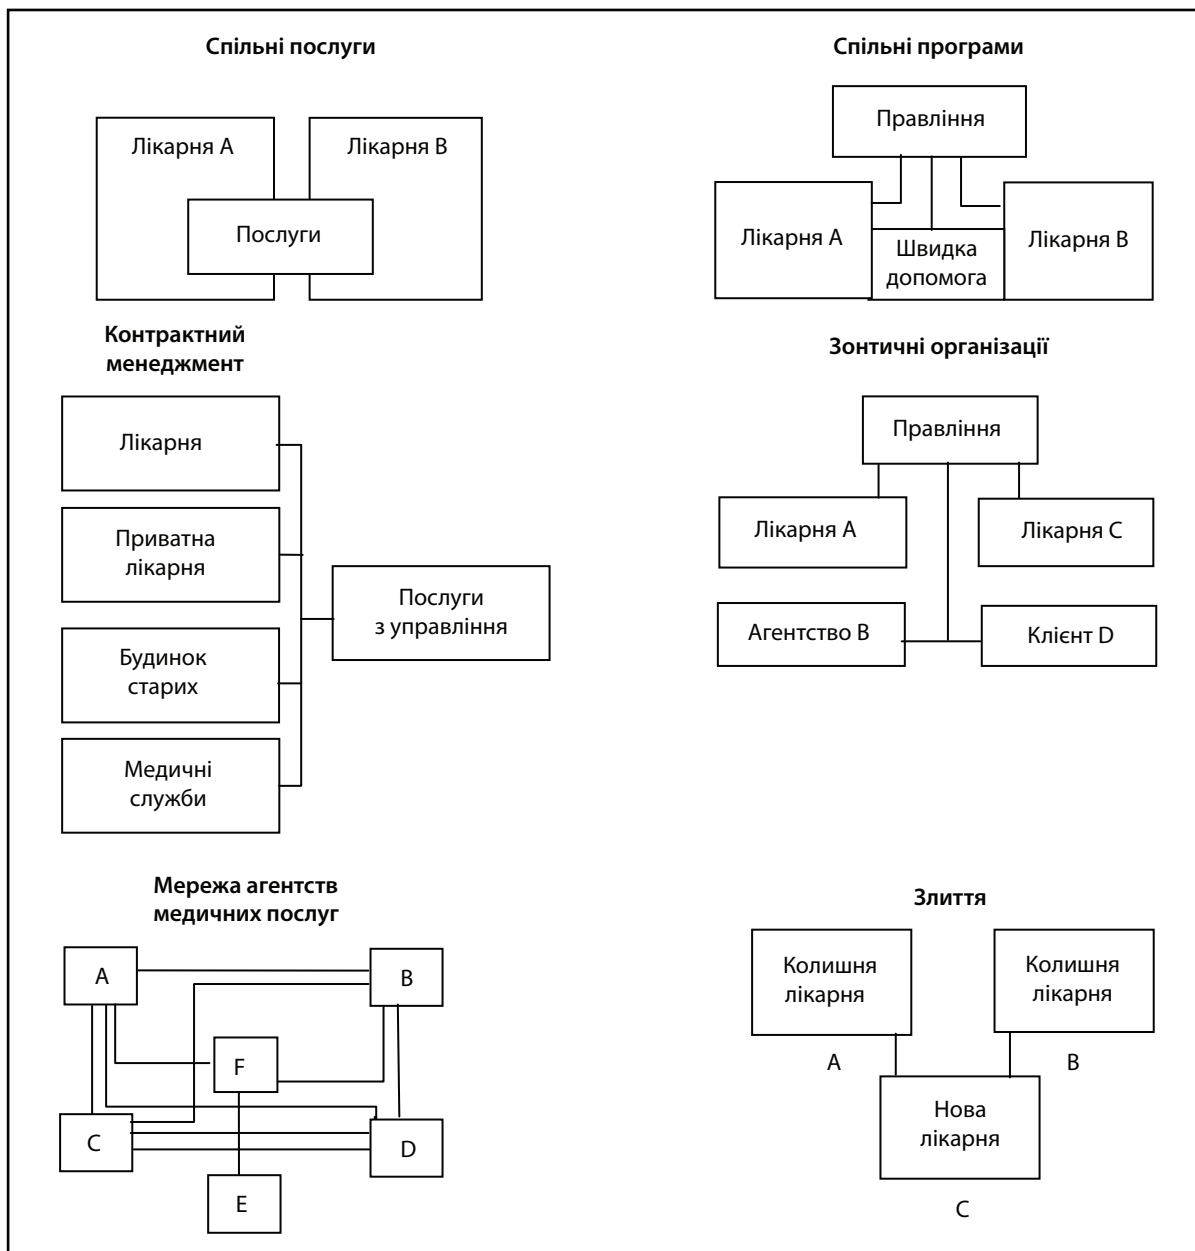 Спільні послуги
Лікарня A
Лікарня B
Послуги
Спільні програми
Правління
Лікарня A
Швидка
допомога
Лікарня B
Контрактний
менеджмент
Лікарня
Приватна
лікарня
Будинок
старих
Медичні
служби
Послуги
з управління
Зонтичні організації
Правління
Лікарня A
Лікарня C
Агентство B
Клієнт D
Мережа агентств
медичних послуг
A
B
F
C
D
E
Злиття
Колишня
лікарня
Колишня
лікарня
A
B
Нова
лікарня
C